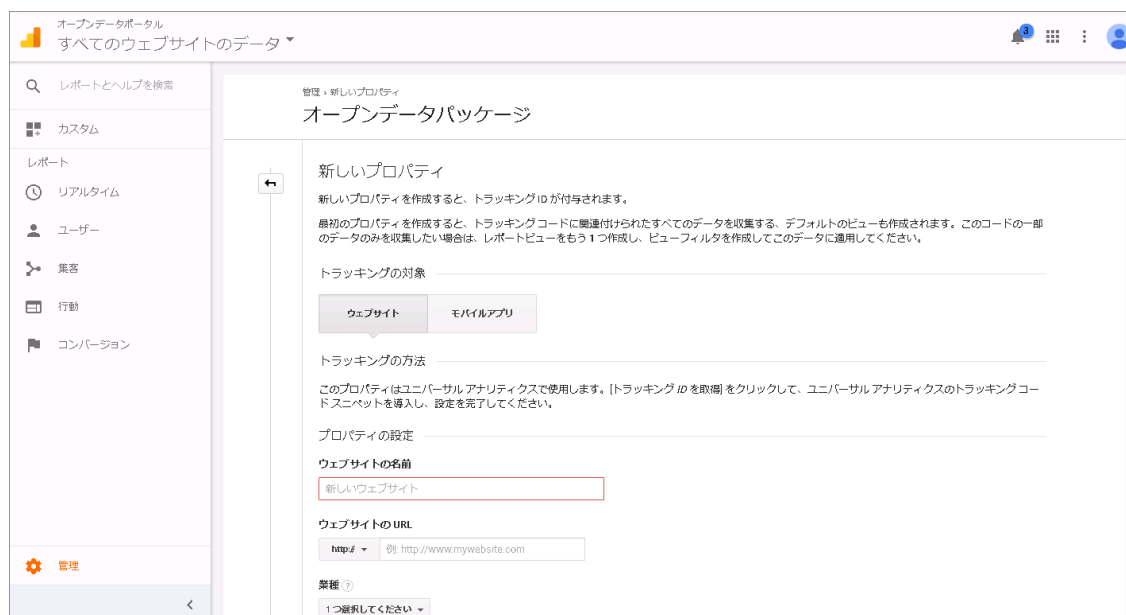 オープンデータポータル
すべてのウェブサイトのデータ
3
レポートとヘルプを検索
カスタム
レポート
リアルタイム
ユーザー
集客
行動
コンバージョン
管理
管理 › 新しいプロパティ
オープンデータパッケージ
新しいプロパティ
新しいプロパティを作成すると、トラッキング ID が付与されます。
最初のプロパティを作成すると、トラッキング コードに関連付けられたすべてのデータを収集する、デフォルトのビューも作成されます。このコードの一部
のデータのみを収集したい場合は、レポートビューをもう 1 つ作成し、ビューフィルタを作成してこのデータに適用してください。
トラッキングの対象
ウェブサイト
モバイルアプリ
トラッキングの方法
このプロパティはユニバーサル アナリティクスで使用します。[トラッキング ID を取得] をクリックして、ユニバーサル アナリティクスのトラッキング コー
ド スニペットを導入し、設定を完了してください。
プロパティの設定
ウェブサイトの名前
新しいウェブサイト
ウェブサイトの URL
http://
例: http://www.mywebsite.com
業種 ?
1 つ選択してください